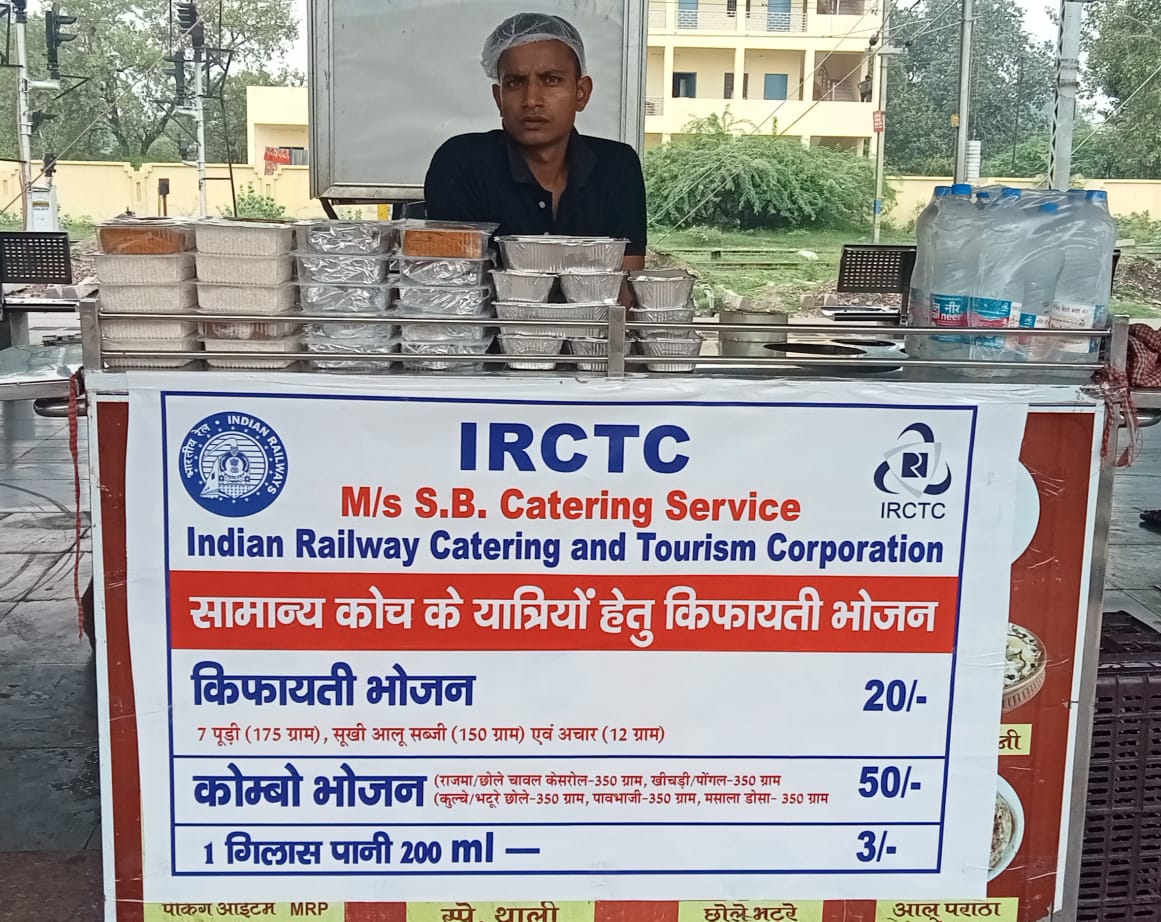 भारतीय रेल INDIAN RAILWAYS
IRCTC
IRCTC
M/s S.B. Catering Service
Indian Railway Catering and Tourism Corporation
सामान्य कोच के यात्रियों हेतु किफायती भोजन
किफायती भोजन 20/-
7 पूड़ी (175 ग्राम), सूखी आलू सब्जी (150 ग्राम) एवं अचार (12 ग्राम)
कोम्बो भोजन (राजमा/छोले चावल केसरोल-350 ग्राम, खीचड़ी/पोंगल-350 ग्राम 50/-
(कुल्चे/भटूरे छोले-350 ग्राम, पावभाजी-350 ग्राम, मसाला डोसा- 350 ग्राम
1 गिलास पानी 200 ml — 3/-
पैकिंग आइटम MRP स्पे. थाली छोले भटूरे आलू पराठा
नीर